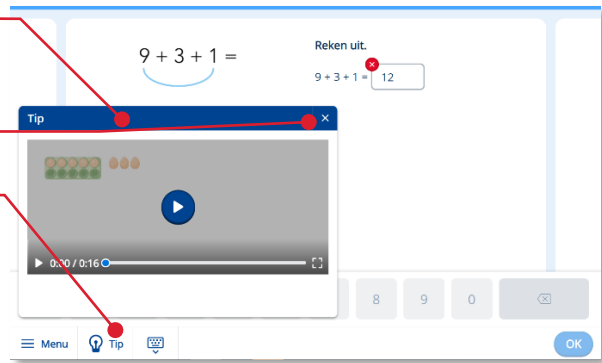 9 + 3 + 1 =
Reken uit.
9 + 3 + 1 = 12
Tip
0:00 / 0:16
8 9 0
Menu Tip OK